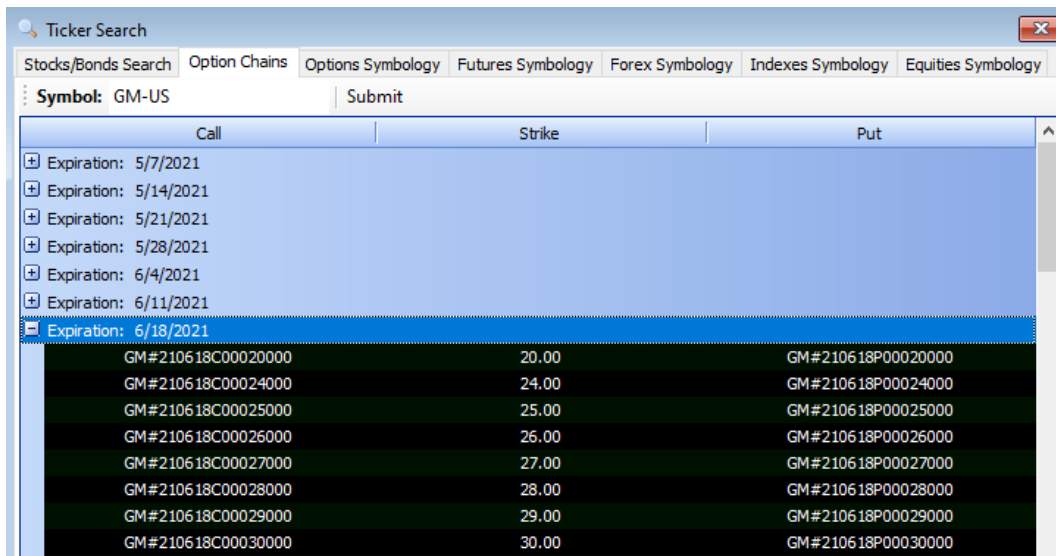 Ticker Search
Stocks/Bonds Search Option Chains Options Symbology Futures Symbology Forex Symbology Indexes Symbology Equities Symbology
Symbol: GM-US Submit
Call Strike Put
Expiration: 5/7/2021
Expiration: 5/14/2021
Expiration: 5/21/2021
Expiration: 5/28/2021
Expiration: 6/4/2021
Expiration: 6/11/2021
Expiration: 6/18/2021
GM#210618C00020000 20.00 GM#210618P00020000
GM#210618C00024000 24.00 GM#210618P00024000
GM#210618C00025000 25.00 GM#210618P00025000
GM#210618C00026000 26.00 GM#210618P00026000
GM#210618C00027000 27.00 GM#210618P00027000
GM#210618C00028000 28.00 GM#210618P00028000
GM#210618C00029000 29.00 GM#210618P00029000
GM#210618C00030000 30.00 GM#210618P00030000